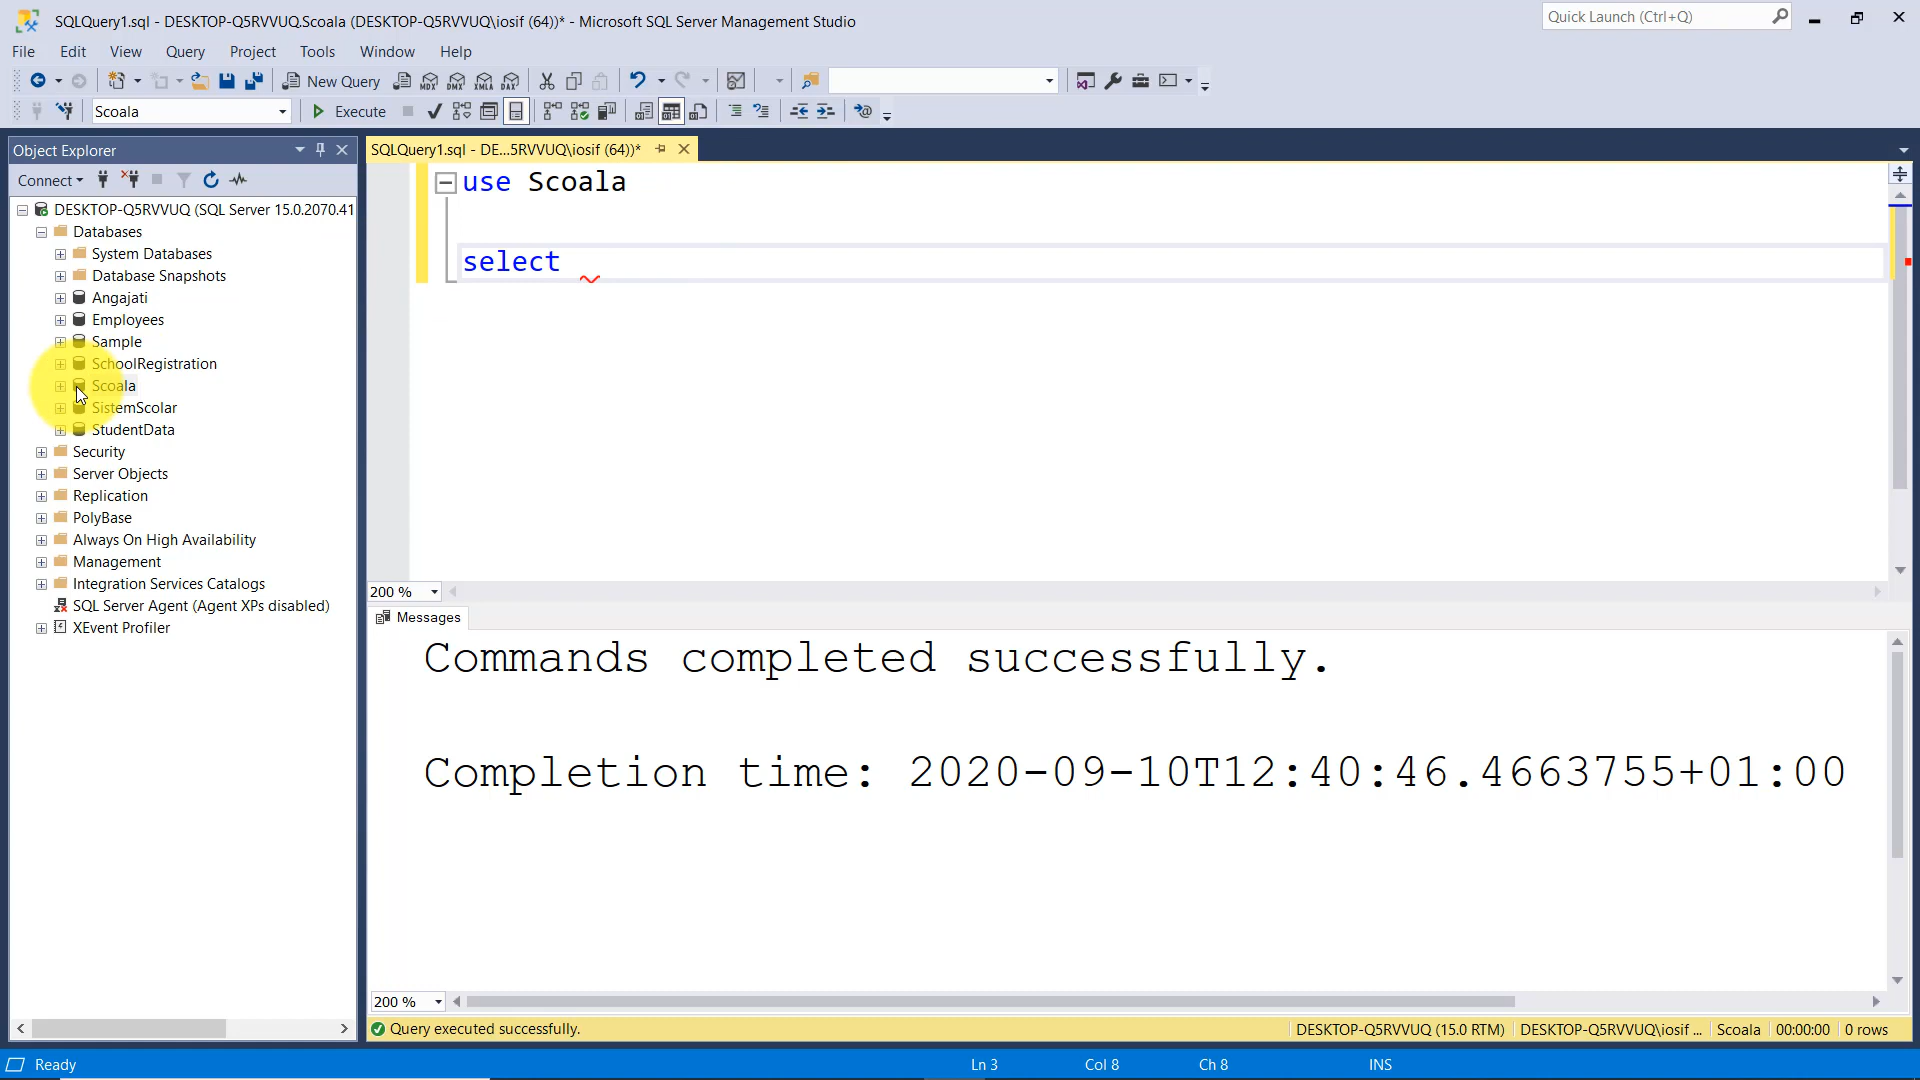 SQLQuery1.sql - DESKTOP-Q5RVVUQ.Scoala (DESKTOP-Q5RVVUQ\iosif (64))* - Microsoft SQL Server Management Studio
Quick Launch (Ctrl+Q)
File Edit View Query Project Tools Window Help
New Query MDX DMX XMLA DAX
Scoala Execute
Object Explorer
Connect
DESKTOP-Q5RVVUQ (SQL Server 15.0.2070.41
Databases
System Databases
Database Snapshots
Angajati
Employees
Sample
SchoolRegistration
Scoala
SistemScolar
StudentData
Security
Server Objects
Replication
PolyBase
Always On High Availability
Management
Integration Services Catalogs
SQL Server Agent (Agent XPs disabled)
XEvent Profiler
SQLQuery1.sql - DE...5RVVUQ\iosif (64))*
use Scoala
select
200 %
Messages
Commands completed successfully.
Completion time: 2020-09-10T12:40:46.4663755+01:00
200 %
Query executed successfully. DESKTOP-Q5RVVUQ (15.0 RTM) DESKTOP-Q5RVVUQ\iosif ... Scoala 00:00:00 0 rows
Ready Ln 3 Col 8 Ch 8 INS